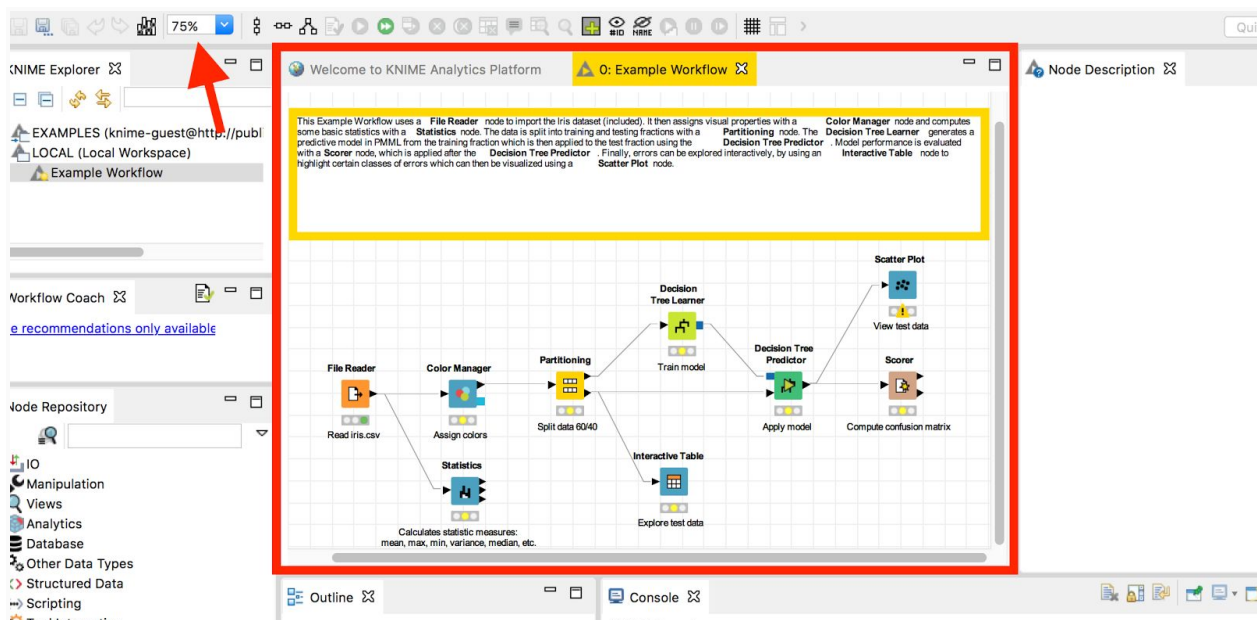 75%
#ID
NAME
Qui
KNIME Explorer
Welcome to KNIME Analytics Platform
0: Example Workflow
Node Description
EXAMPLES (knime-guest@http://publ
LOCAL (Local Workspace)
Example Workflow
This Example Workflow uses a File Reader node to import the Iris dataset (included). It then assigns visual properties with a Color Manager node and computes
some basic statistics with a Statistics node. The data is split into training and testing fractions with a Partitioning node. The Decision Tree Learner generates a
predictive model in PMML from the training fraction which is then applied to the test fraction using the Decision Tree Predictor . Model performance is evaluated
with a Scorer node, which is applied after the Decision Tree Predictor . Finally, errors can be explored interactively, by using an Interactive Table node to
highlight certain classes of errors which can then be visualized using a Scatter Plot node.
Workflow Coach
e recommendations only available
Node Repository
IO
Manipulation
Views
Analytics
Database
Other Data Types
Structured Data
Scripting
Scatter Plot
View test data
Decision
Tree Learner
Train model
Decision Tree
Predictor
Apply model
Scorer
Compute confusion matrix
File Reader
Read iris.csv
Color Manager
Assign colors
Partitioning
Split data 60/40
Statistics
Calculates statistic measures:
mean, max, min, variance, median, etc.
Interactive Table
Explore test data
Outline
Console